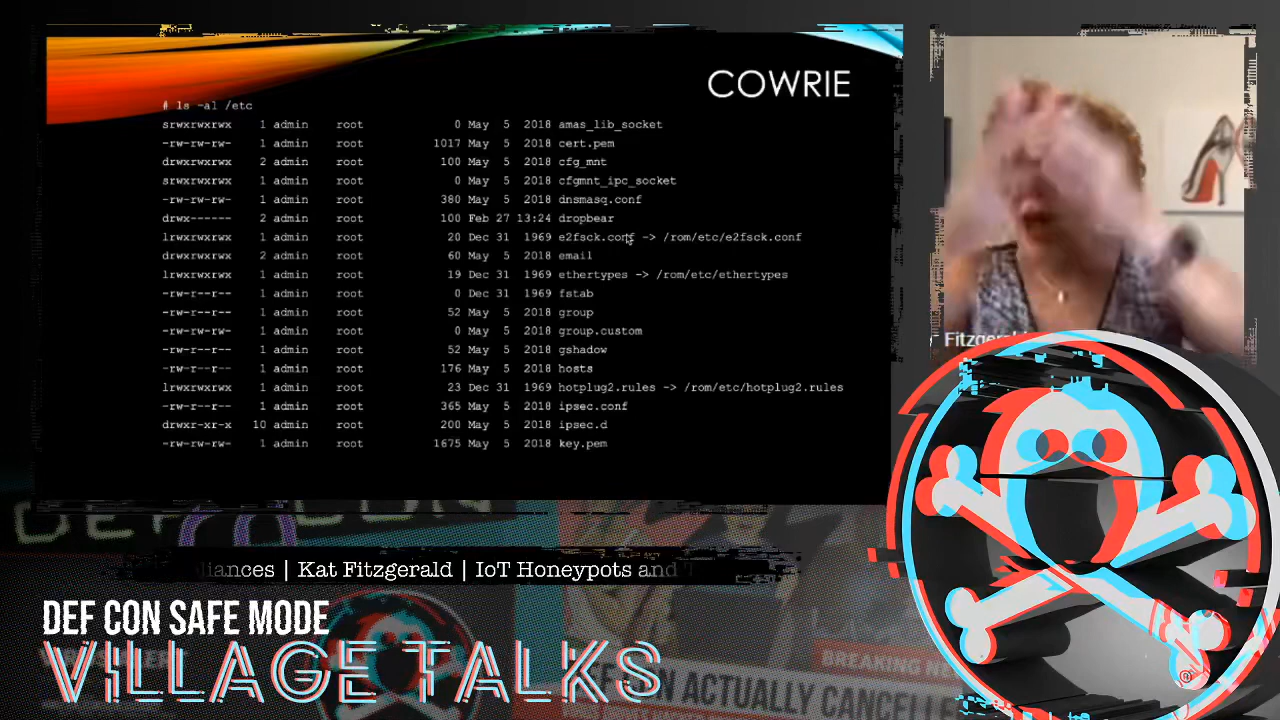 COWRIE
# ls -al /etc
srwxrwxrwx 1 admin root 0 May 5 2018 amas_lib_socket
-rw-rw-rw- 1 admin root 1017 May 5 2018 cert.pem
drwxrwxrwx 2 admin root 100 May 5 2018 cfg_mnt
srwxrwxrwx 1 admin root 0 May 5 2018 cfgmnt_ipc_socket
-rw-rw-rw- 1 admin root 380 May 5 2018 dnsmasq.conf
drwx------ 2 admin root 100 Feb 27 13:24 dropbear
lrwxrwxrwx 1 admin root 20 Dec 31 1969 e2fsck.conf -> /rom/etc/e2fsck.conf
drwxrwxrwx 2 admin root 60 May 5 2018 email
lrwxrwxrwx 1 admin root 19 Dec 31 1969 ethertypes -> /rom/etc/ethertypes
-rw-r--r-- 1 admin root 0 Dec 31 1969 fstab
-rw-r--r-- 1 admin root 52 May 5 2018 group
-rw-rw-rw- 1 admin root 0 May 5 2018 group.custom
-rw-r--r-- 1 admin root 52 May 5 2018 gshadow
-rw-r--r-- 1 admin root 176 May 5 2018 hosts
lrwxrwxrwx 1 admin root 23 Dec 31 1969 hotplug2.rules -> /rom/etc/hotplug2.rules
-rw-r--r-- 1 admin root 365 May 5 2018 ipsec.conf
drwxr-xr-x 10 admin root 200 May 5 2018 ipsec.d
-rw-rw-rw- 1 admin root 1675 May 5 2018 key.pem
liances | Kat Fitzgerald | IoT Honeypots and T
DEF CON SAFE MODE
VILLAGE TALKS
DEF CON
BREAKING
CON ACTUALLY CANCELLE
®